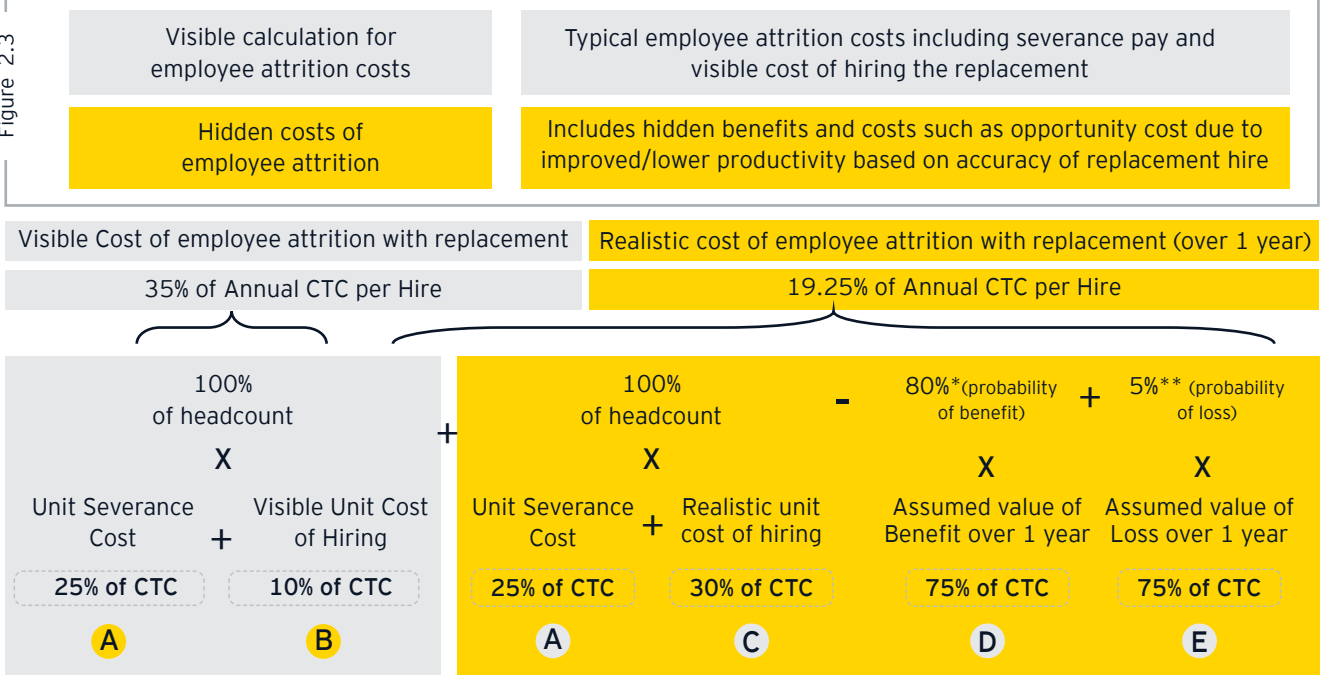 Figure 2.3
Visible calculation for
employee attrition costs
Typical employee attrition costs including severance pay and
visible cost of hiring the replacement
Hidden costs of
employee attrition
Includes hidden benefits and costs such as opportunity cost due to
improved/lower productivity based on accuracy of replacement hire
Visible Cost of employee attrition with replacement
Realistic cost of employee attrition with replacement (over 1 year)
35% of Annual CTC per Hire
19.25% of Annual CTC per Hire
100%
of headcount
X
Unit Severance
Cost
+
Visible Unit Cost
of Hiring
25% of CTC
10% of CTC
A
B
+
100%
of headcount
X
Unit Severance
Cost
+
Realistic unit
cost of hiring
25% of CTC
30% of CTC
A
C
-
80%*(probability
of benefit)
X
Assumed value of
Benefit over 1 year
75% of CTC
D
+
5%** (probability
of loss)
X
Assumed value of
Loss over 1 year
75% of CTC
E